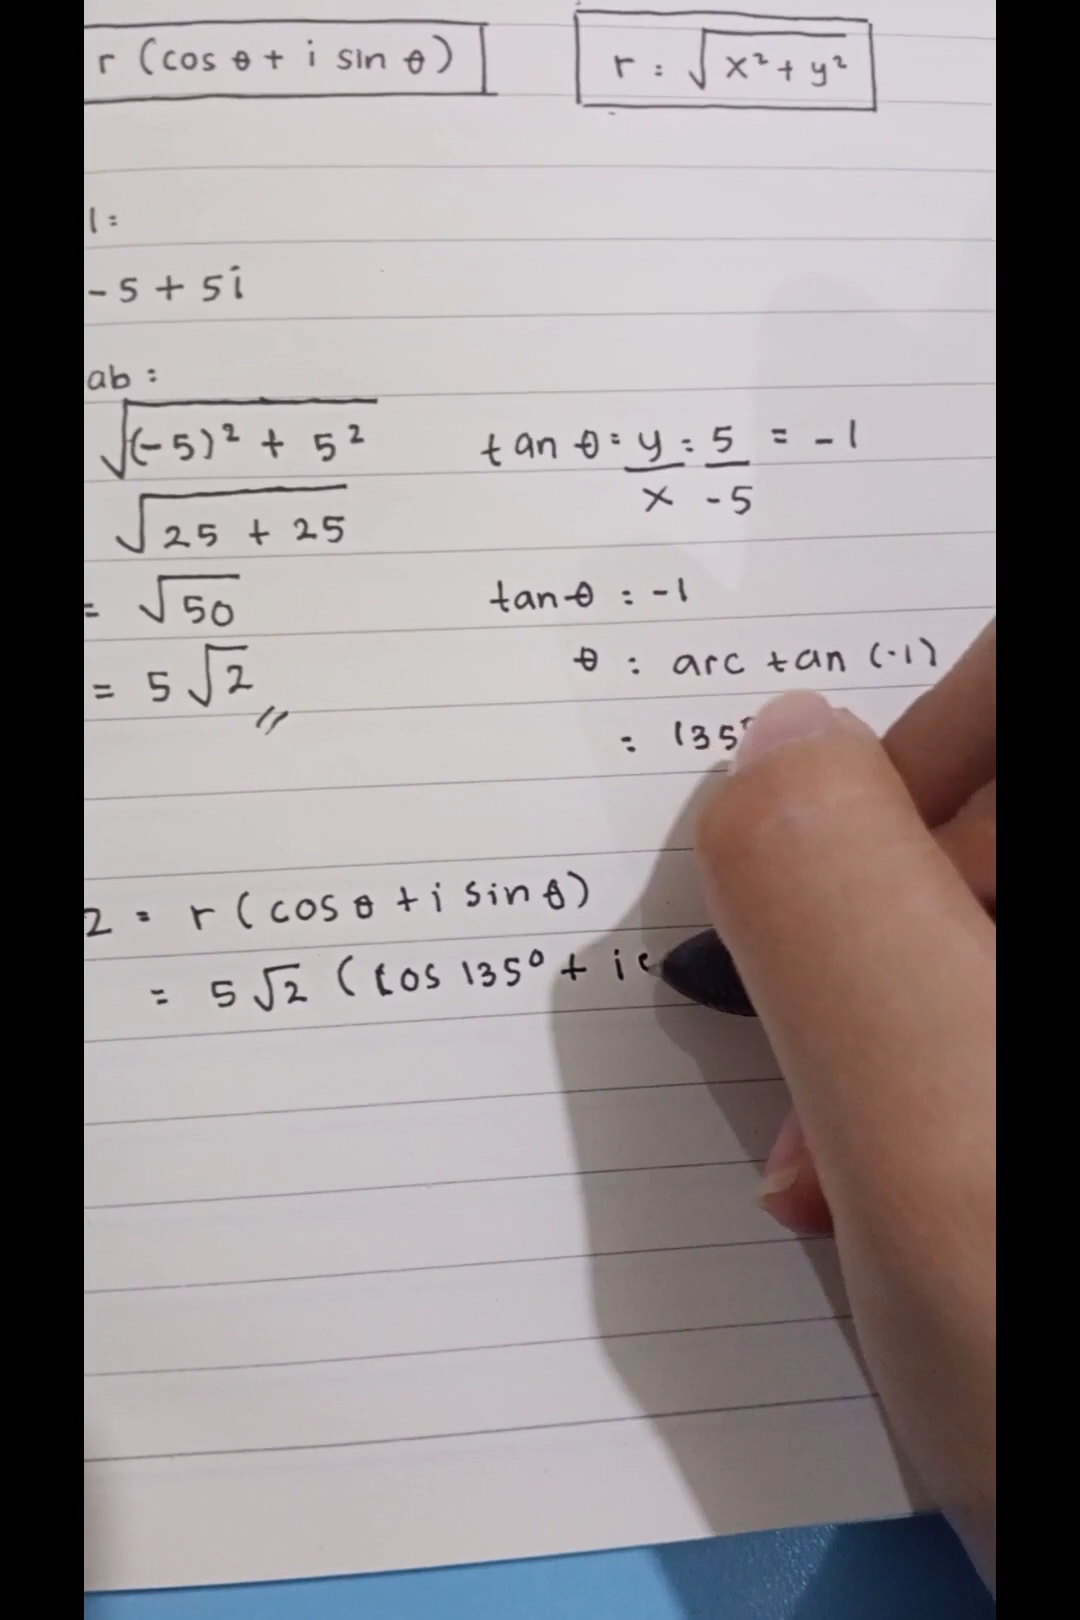 r (cos θ + i sin θ)
r = √x² + y²
1 =
-5 + 5i
ab :
√(-5)² + 5²
tan θ = y/x = 5/-5 = -1
√25 + 25
= √50
tan θ = -1
= 5√2 //
θ = arc tan (-1)
= 135°
z = r (cos θ + i sin θ)
= 5√2 (cos 135° + i